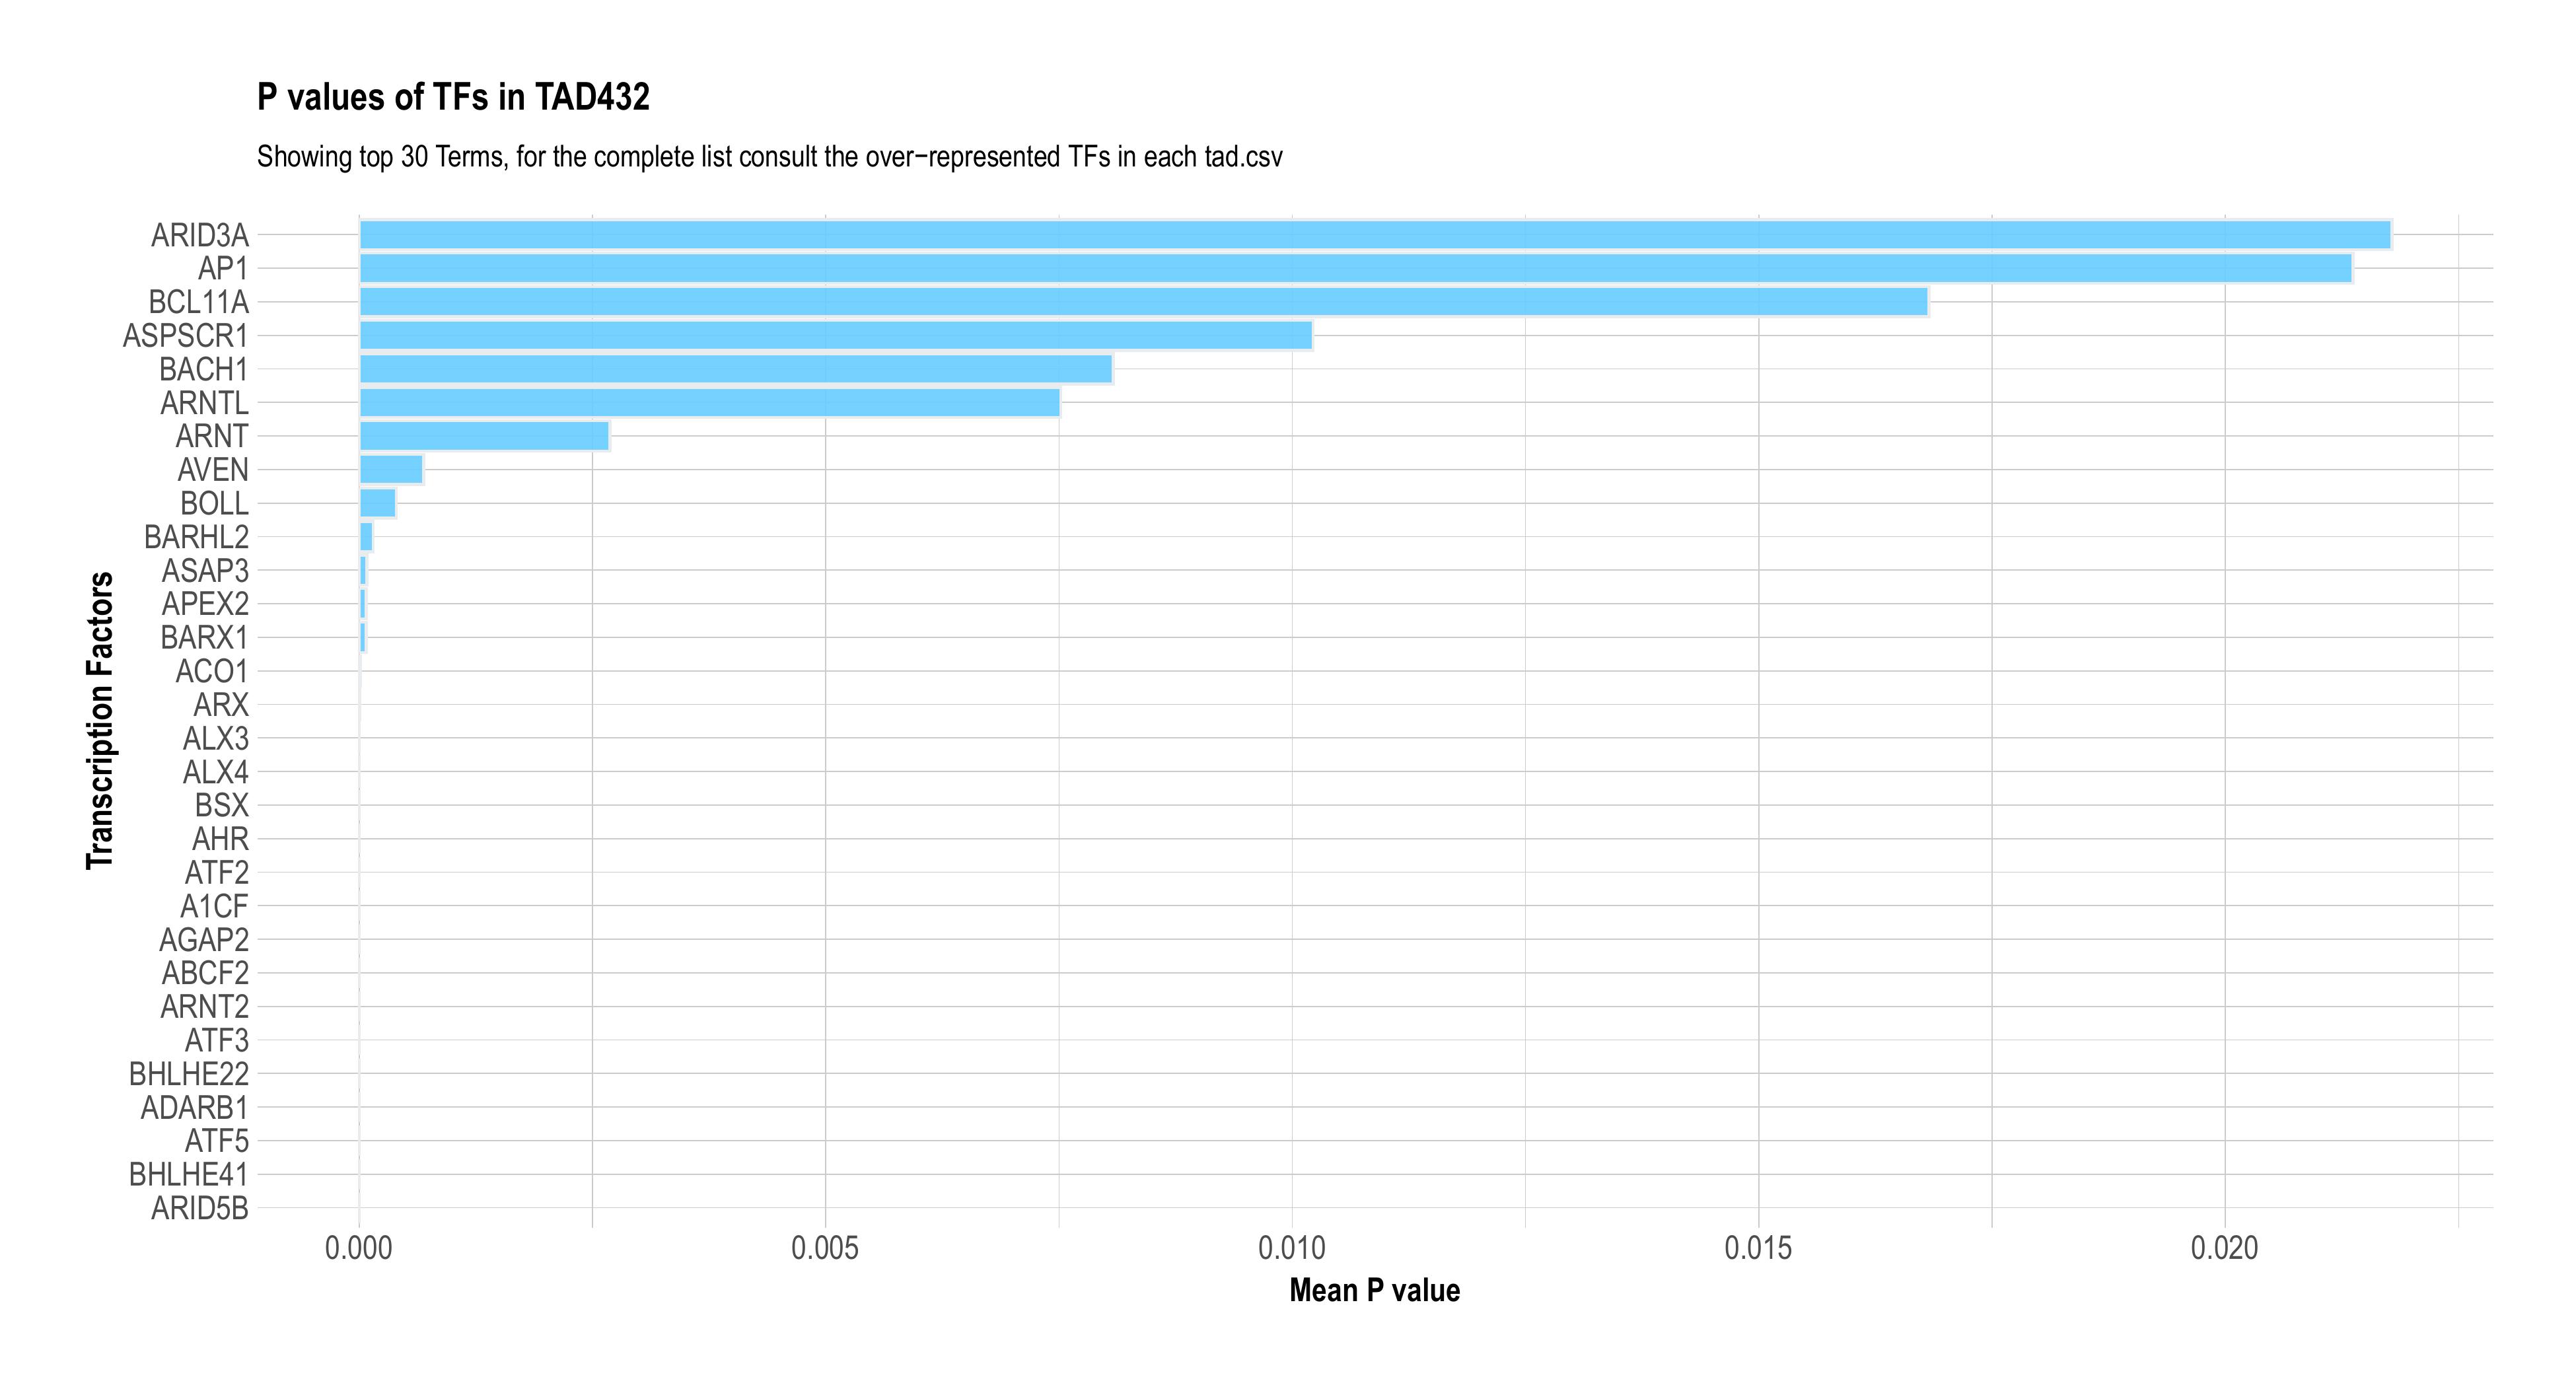 P values of TFs in TAD432
Showing top 30 Terms, for the complete list consult the over−represented TFs in each tad.csv
Transcription Factors
ARID3A
AP1
BCL11A
ASPSCR1
BACH1
ARNTL
ARNT
AVEN
BOLL
BARHL2
ASAP3
APEX2
BARX1
ACO1
ARX
ALX3
ALX4
BSX
AHR
ATF2
A1CF
AGAP2
ABCF2
ARNT2
ATF3
BHLHE22
ADARB1
ATF5
BHLHE41
ARID5B
0.000 0.005 0.010 0.015 0.020
Mean P value